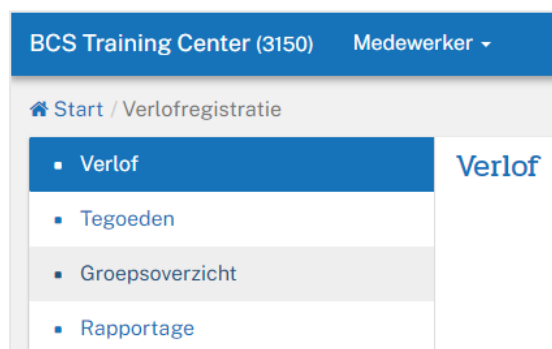 BCS Training Center (3150) Medewerker
Start / Verlofregistratie
Verlof
Verlof
Tegoeden
Groepsoverzicht
Rapportage